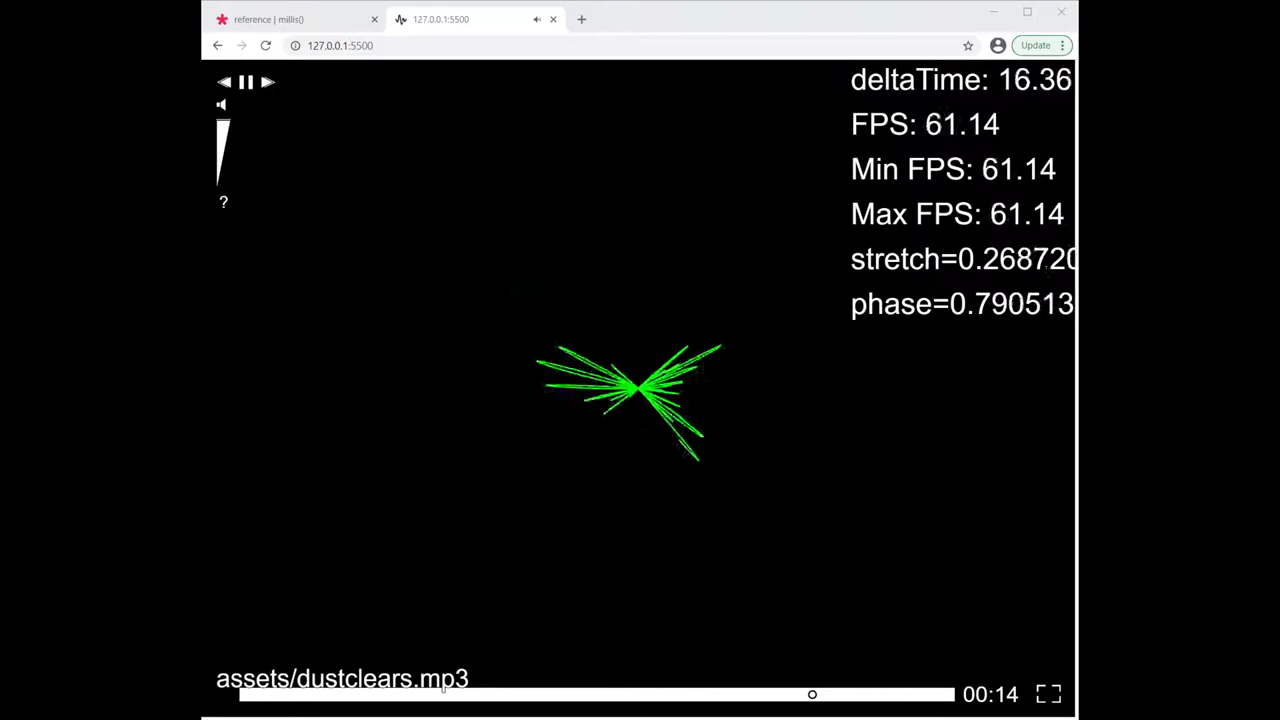 reference | millis()
127.0.0.1:5500
127.0.0.1:5500
Update
deltaTime: 16.36
FPS: 61.14
Min FPS: 61.14
Max FPS: 61.14
stretch=0.268720
phase=0.790513
?
assets/dustclears.mp3
00:14